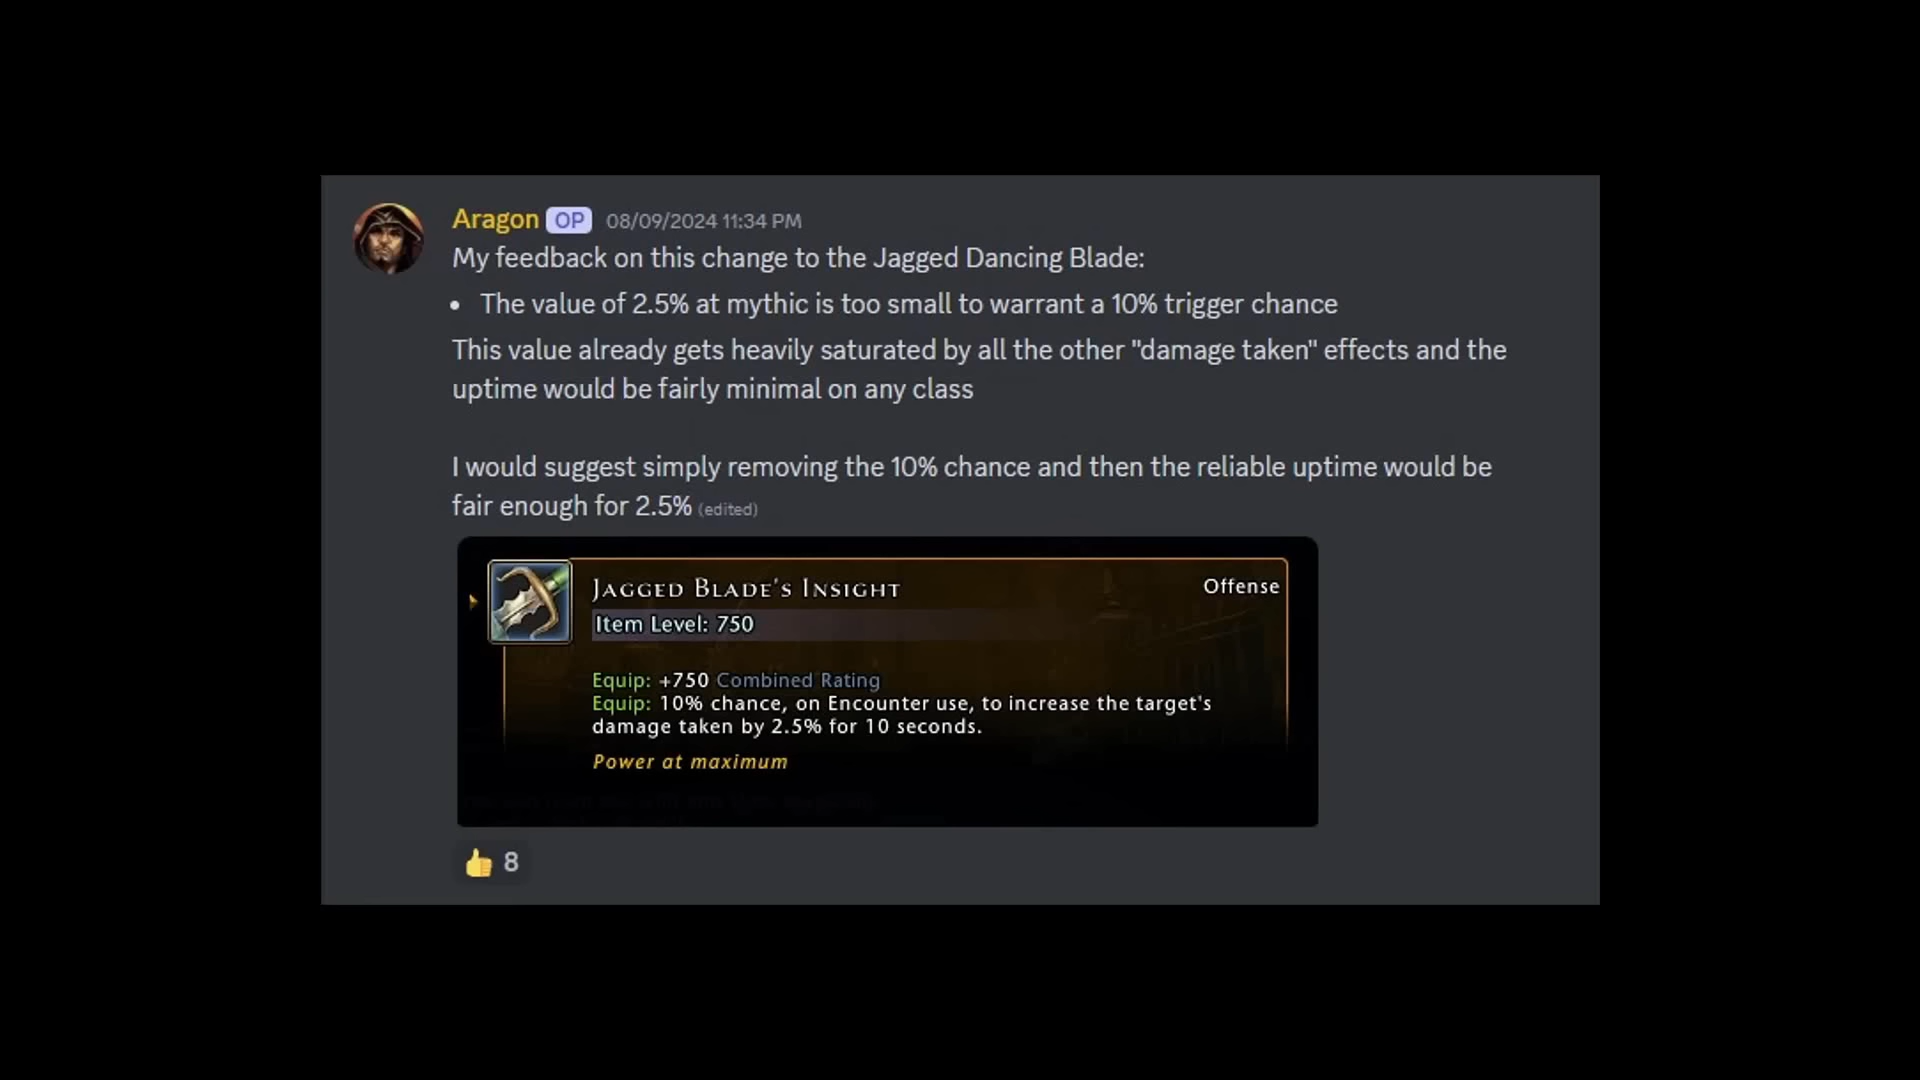 Aragon OP 08/09/2024 11:34 PM
My feedback on this change to the Jagged Dancing Blade:
• The value of 2.5% at mythic is too small to warrant a 10% trigger chance
This value already gets heavily saturated by all the other "damage taken" effects and the
uptime would be fairly minimal on any class
I would suggest simply removing the 10% chance and then the reliable uptime would be
fair enough for 2.5% (edited)
Jagged Blade's Insight Offense
Item Level: 750
Equip: +750 Combined Rating
Equip: 10% chance, on Encounter use, to increase the target's
damage taken by 2.5% for 10 seconds.
Power at maximum
👍 8